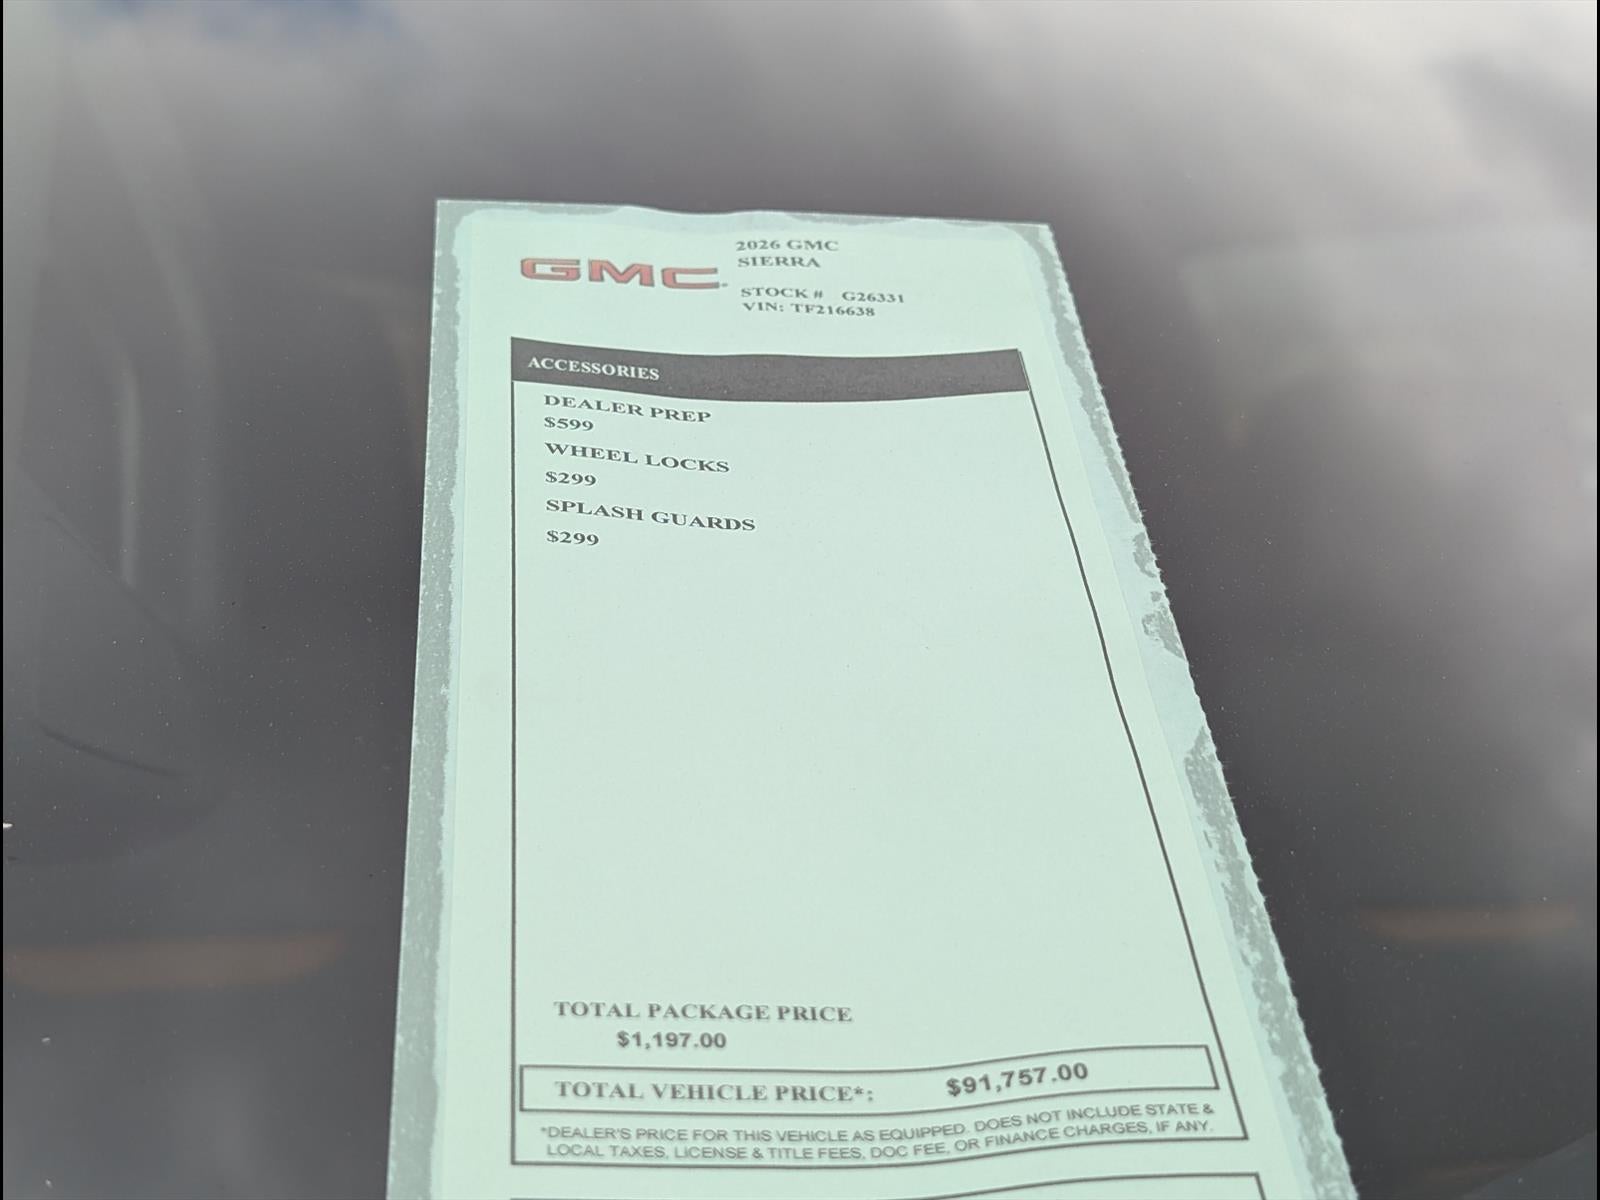 GMC
2026 GMC
SIERRA
STOCK # G26331
VIN: TF216638
ACCESSORIES
DEALER PREP
$599
WHEEL LOCKS
$299
SPLASH GUARDS
$299
TOTAL PACKAGE PRICE
$1,197.00
TOTAL VEHICLE PRICE*: $91,757.00
*DEALER'S PRICE FOR THIS VEHICLE AS EQUIPPED. DOES NOT INCLUDE STATE &
LOCAL TAXES, LICENSE & TITLE FEES, DOC FEE, OR FINANCE CHARGES, IF ANY.